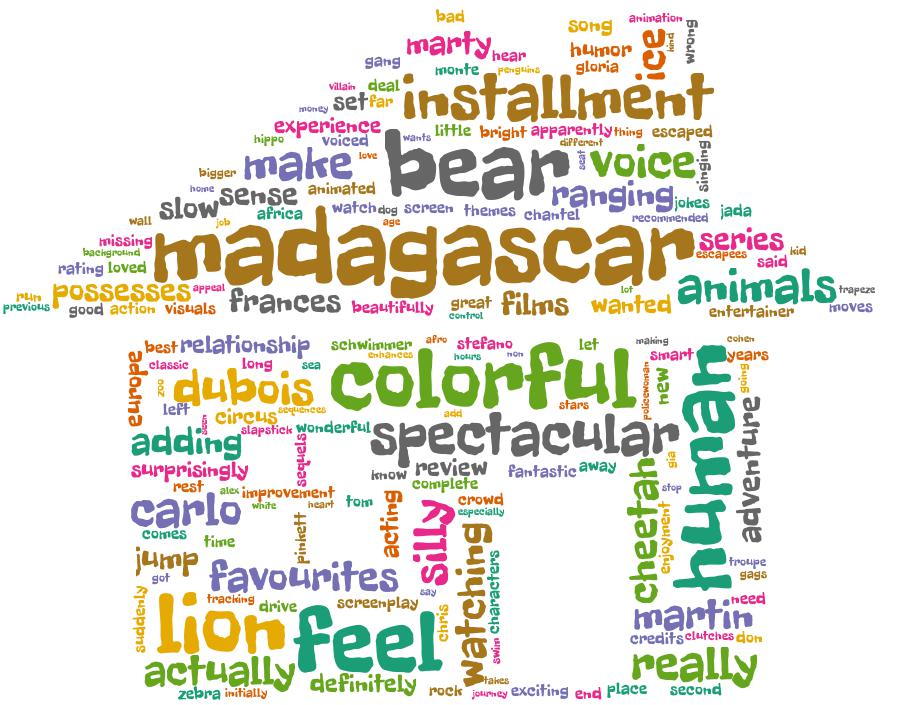 bad
song
animation
marty
hear
humor
ice
kind
wrong
gang
monte
penguins
gloria
villain
deal
installment
money
set
far
experience
little
bright
apparently
thing
escaped
hippo
voiced
wants
different
make
love
bear
seat
voice
singing
bigger
home
slow
sense
animated
ranging
jokes
wall
job
africa
watch
dog
screen
themes
chantel
recommended
jada
age
missing
madagascar
series
background
escapees
said
kid
rating
loved
run
possesses
appeal
lot
animals
trapeze
previous
good
action
visuals
frances
beautifully
great
control
films
wanted
entertainer
moves
europe
best
relationship
schwimmer
afro
stefano
let
making
cohen
enhances
hours
non
smart
years
classic
long
sea
zoo
dubois
colorful
policewoman
new
human
going
left
seen
circus
sequences
add
stars
adding
slapstick
wonderful
spectacular
adventure
surprisingly
sequels
know
review
fantastic
away
cheetah
gia
rest
alex
improvement
complete
stop
carlo
white
heart
tom
acting
silly
crowd
especially
enjoyment
comes
time
pinkett
watching
characters
jump
got
favourites
say
troupe
gags
suddenly
tracking
drive
screenplay
chris
need
lion
feel
swim
martin
credits
clutches
don
actually
definitely
takes
really
zebra
initially
rock
journey
exciting
end
place
second